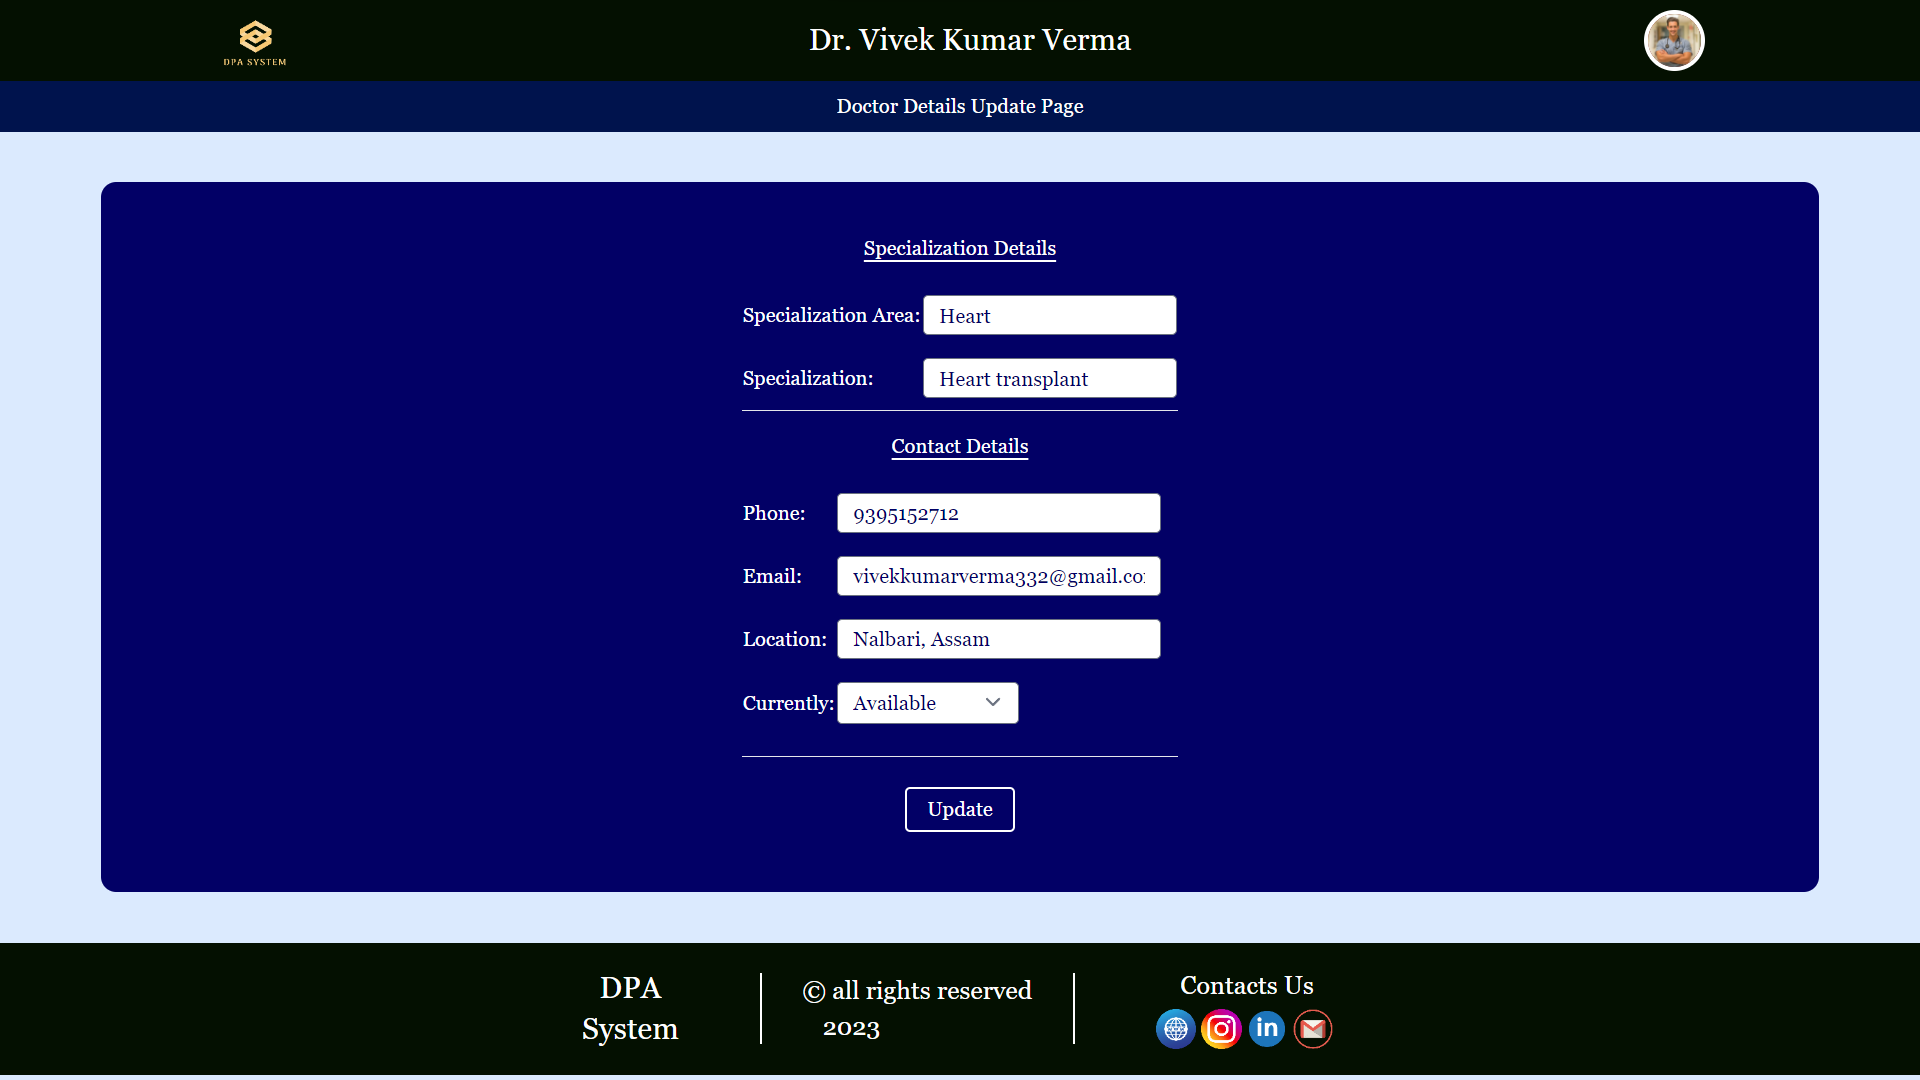 DPA SYSTEM
Dr. Vivek Kumar Verma
Doctor Details Update Page
Specialization Details
Specialization Area: Heart
Specialization: Heart transplant
Contact Details
Phone: 9395152712
Email: vivekkumarverma332@gmail.co
Location: Nalbari, Assam
Currently: Available
Update
DPA
System
© all rights reserved
2023
Contacts Us
in